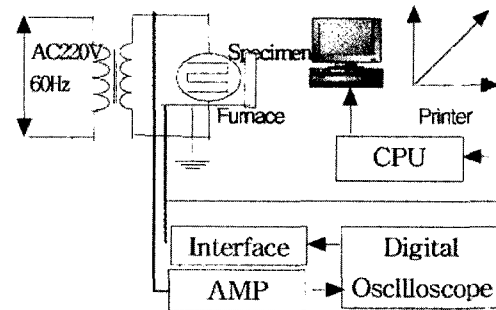 AC220V
Specimen
60Hz
Furnace
Printer
CPU
Interface
Digital
AMP
Oscilloscope